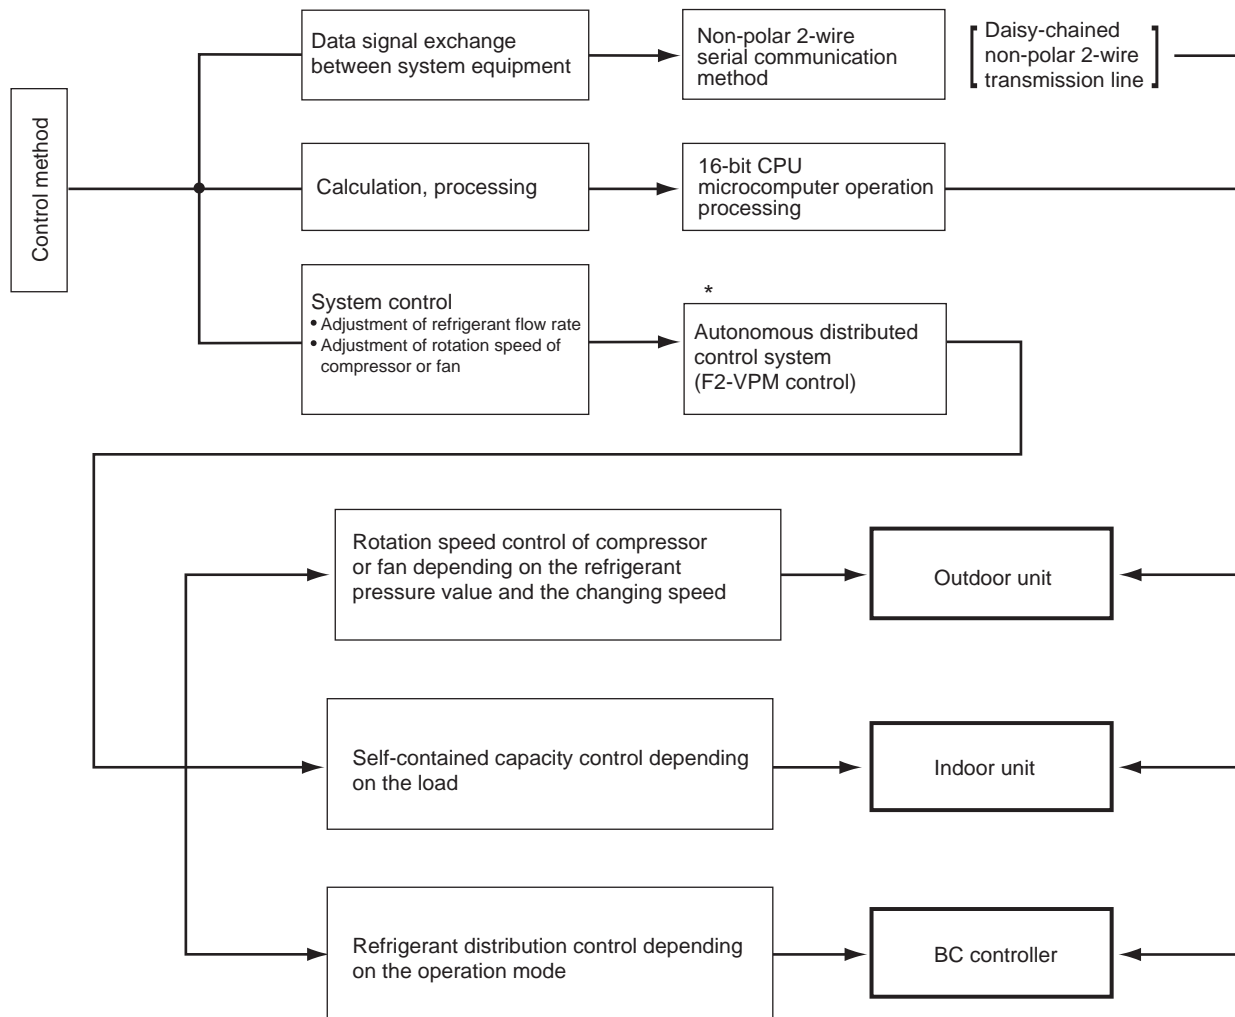 Control method
Data signal exchange
between system equipment
Non-polar 2-wire
serial communication
method
Daisy-chained
non-polar 2-wire
transmission line
Calculation, processing
16-bit CPU
microcomputer operation
processing
System control
• Adjustment of refrigerant flow rate
• Adjustment of rotation speed of
compressor or fan
*
Autonomous distributed
control system
(F2-VPM control)
Rotation speed control of compressor
or fan depending on the refrigerant
pressure value and the changing speed
Outdoor unit
Self-contained capacity control depending
on the load
Indoor unit
Refrigerant distribution control depending
on the operation mode
BC controller